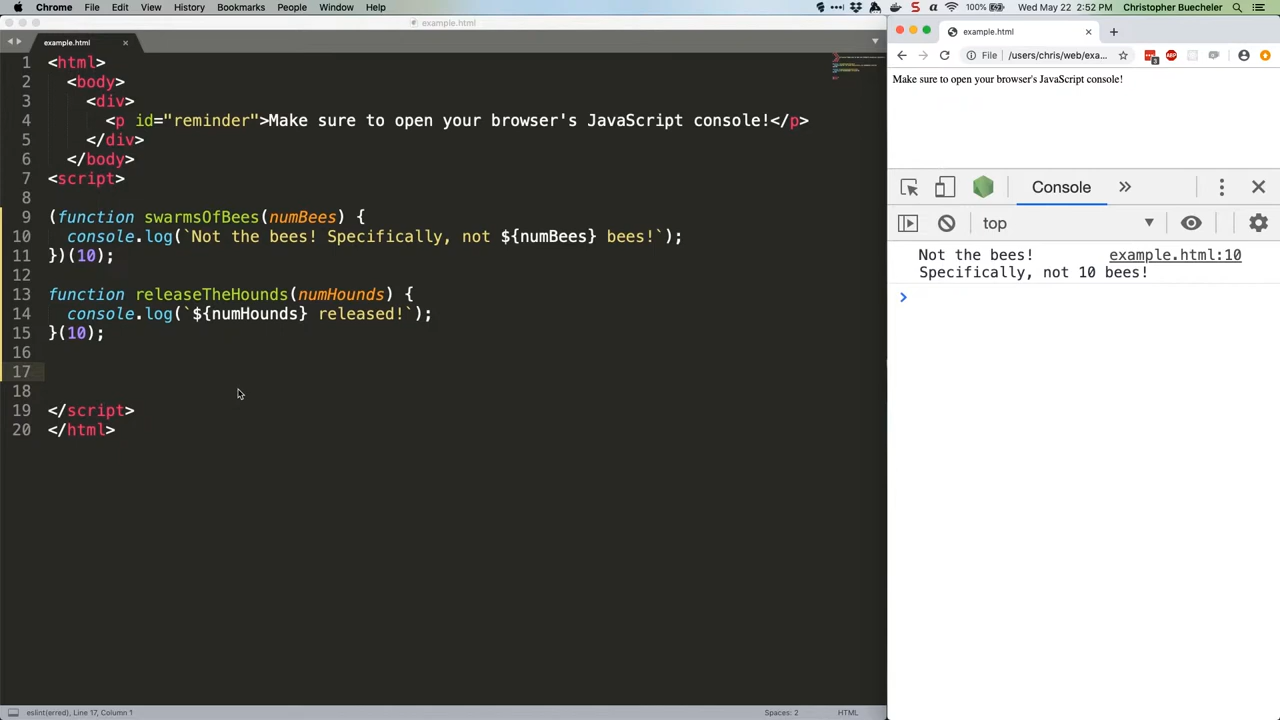 Chrome File Edit View History Bookmarks People Window Help 100% Wed May 22 2:52 PM Christopher Buecheler
example.html
example.html
example.html
File /users/chris/web/exa...
Make sure to open your browser's JavaScript console!
1 <html>
2 <body>
3 <div>
4 <p id="reminder">Make sure to open your browser's JavaScript console!</p>
5 </div>
6 </body>
7 <script>
8
9 (function swarmsOfBees(numBees) {
10 console.log(`Not the bees! Specifically, not ${numBees} bees!`);
11 })(10);
12
13 function releaseTheHounds(numHounds) {
14 console.log(`${numHounds} released!`);
15 }(10);
16
17
18
19 </script>
20 </html>
Console
top
Not the bees! example.html:10
Specifically, not 10 bees!
eslint(erred), Line 17, Column 1 Spaces: 2 HTML